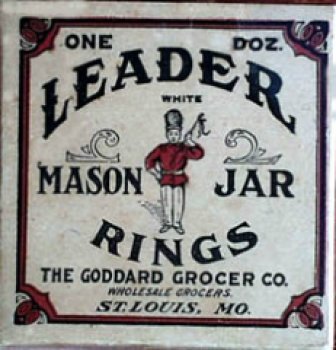 ONE DOZ.
LEADER
WHITE
MASON JAR
RINGS
THE GODDARD GROCER CO.
WHOLESALE GROCERS.
ST. LOUIS, MO.